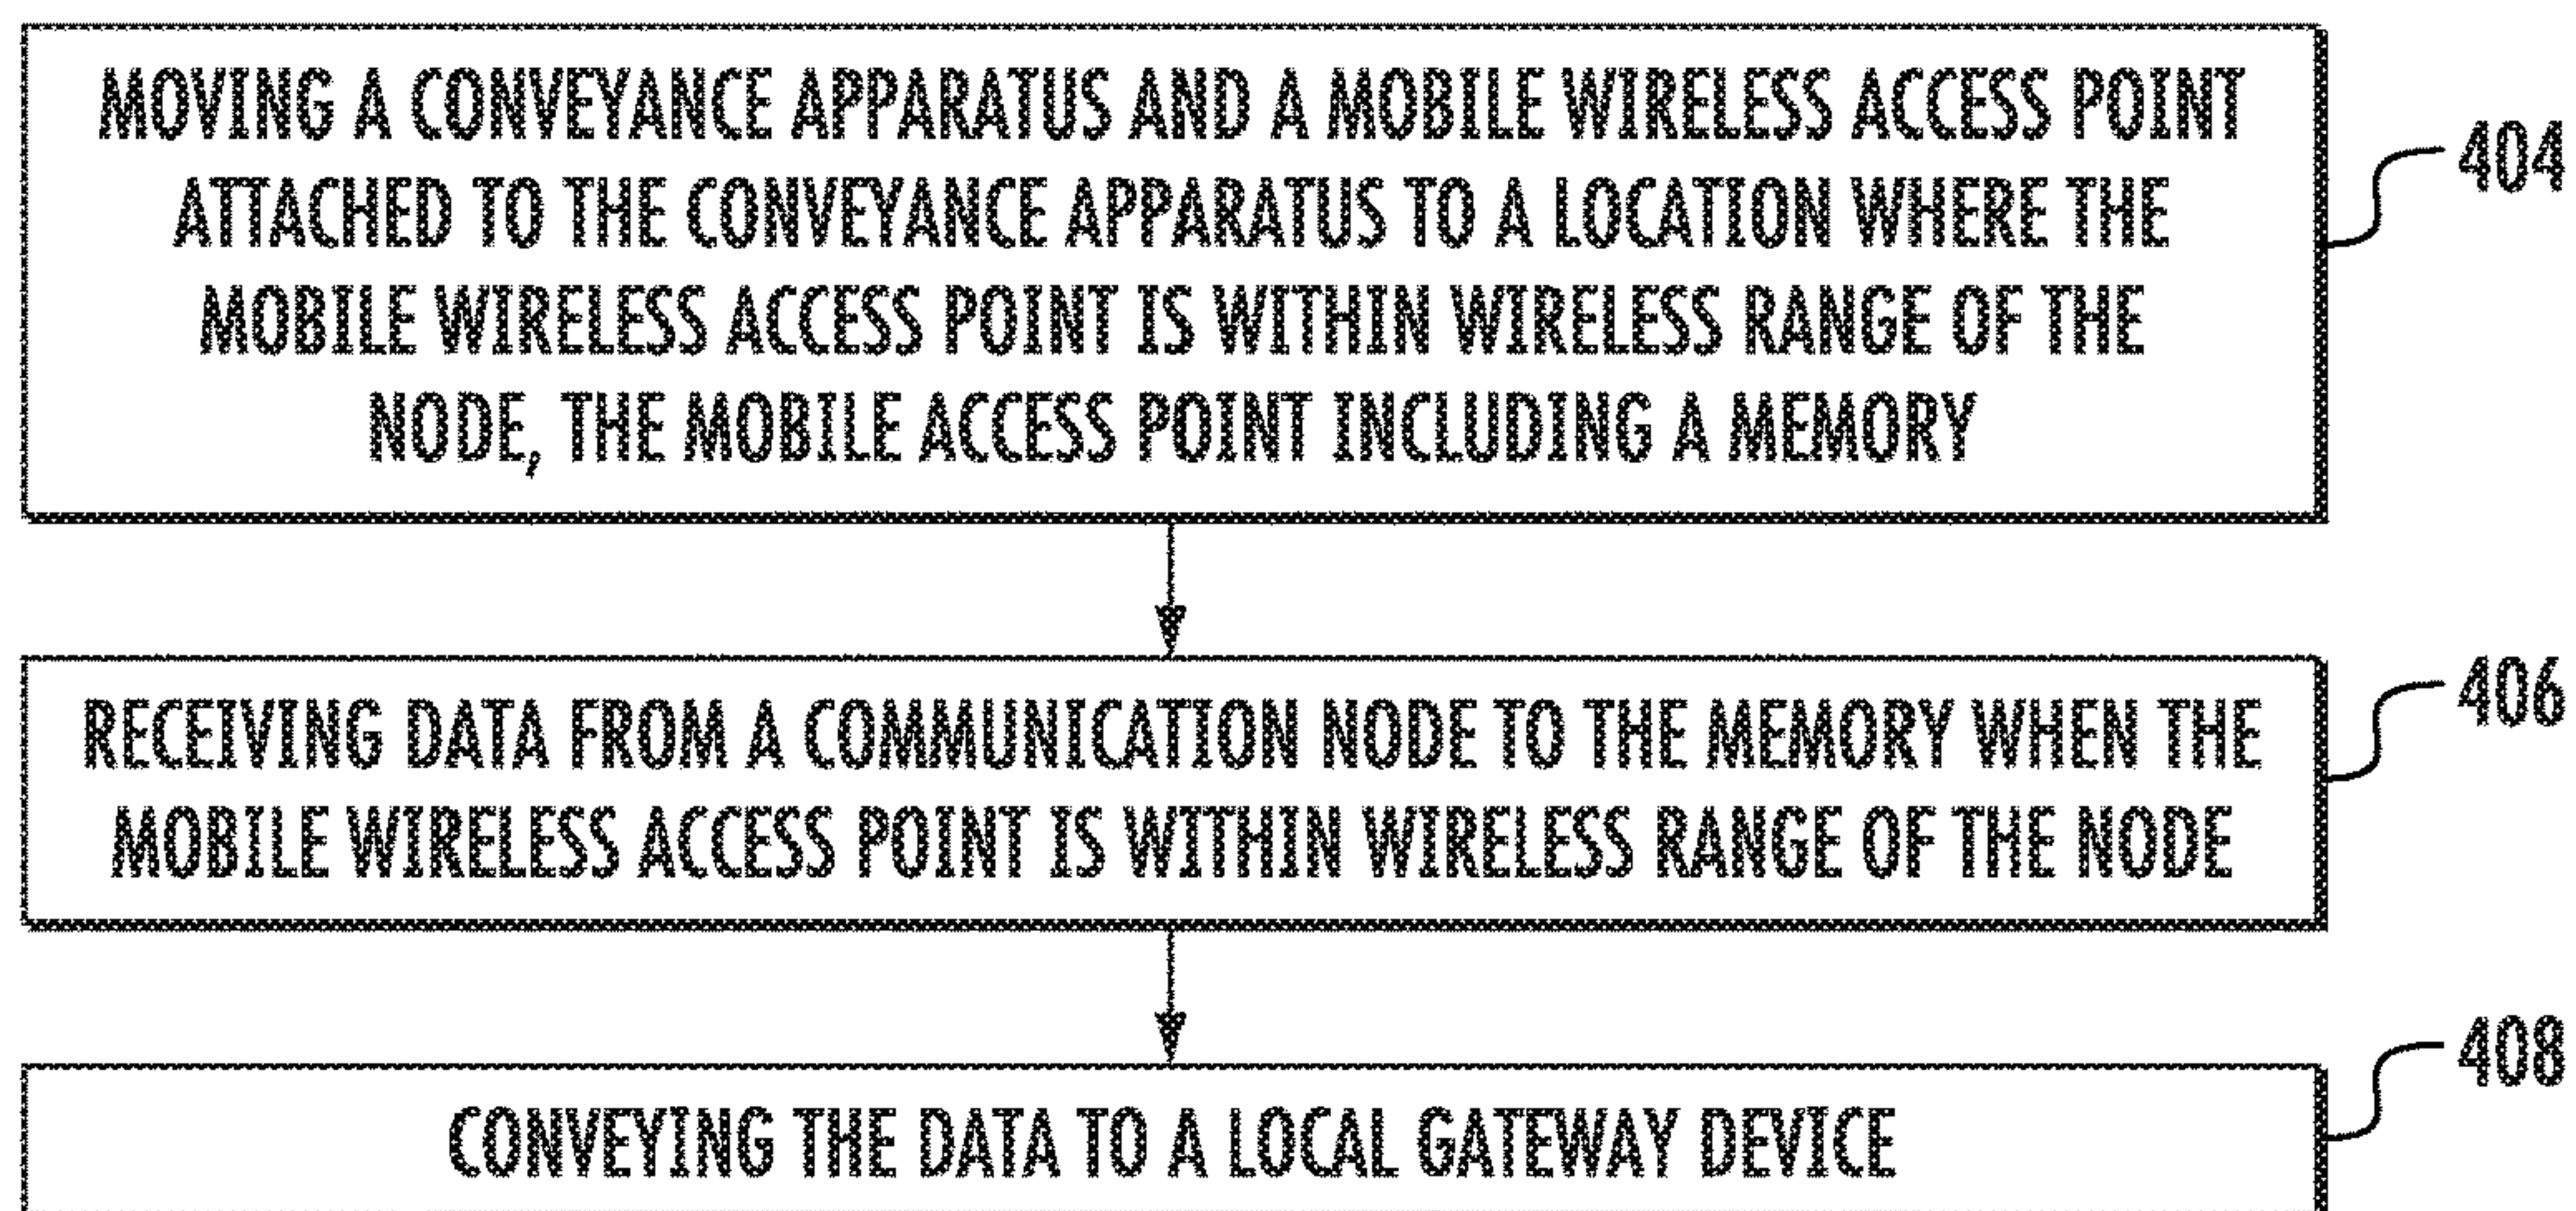 MOVING A CONVEYANCE APPARATUS AND A MOBILE WIRELESS ACCESS POINT
ATTACHED TO THE CONVEYANCE APPARATUS TO A LOCATION WHERE THE
MOBILE WIRELESS ACCESS POINT IS WITHIN WIRELESS RANGE OF THE
NODE, THE MOBILE ACCESS POINT INCLUDING A MEMORY
404
RECEIVING DATA FROM A COMMUNICATION NODE TO THE MEMORY WHEN THE
MOBILE WIRELESS ACCESS POINT IS WITHIN WIRELESS RANGE OF THE NODE
406
CONVEYING THE DATA TO A LOCAL GATEWAY DEVICE
408